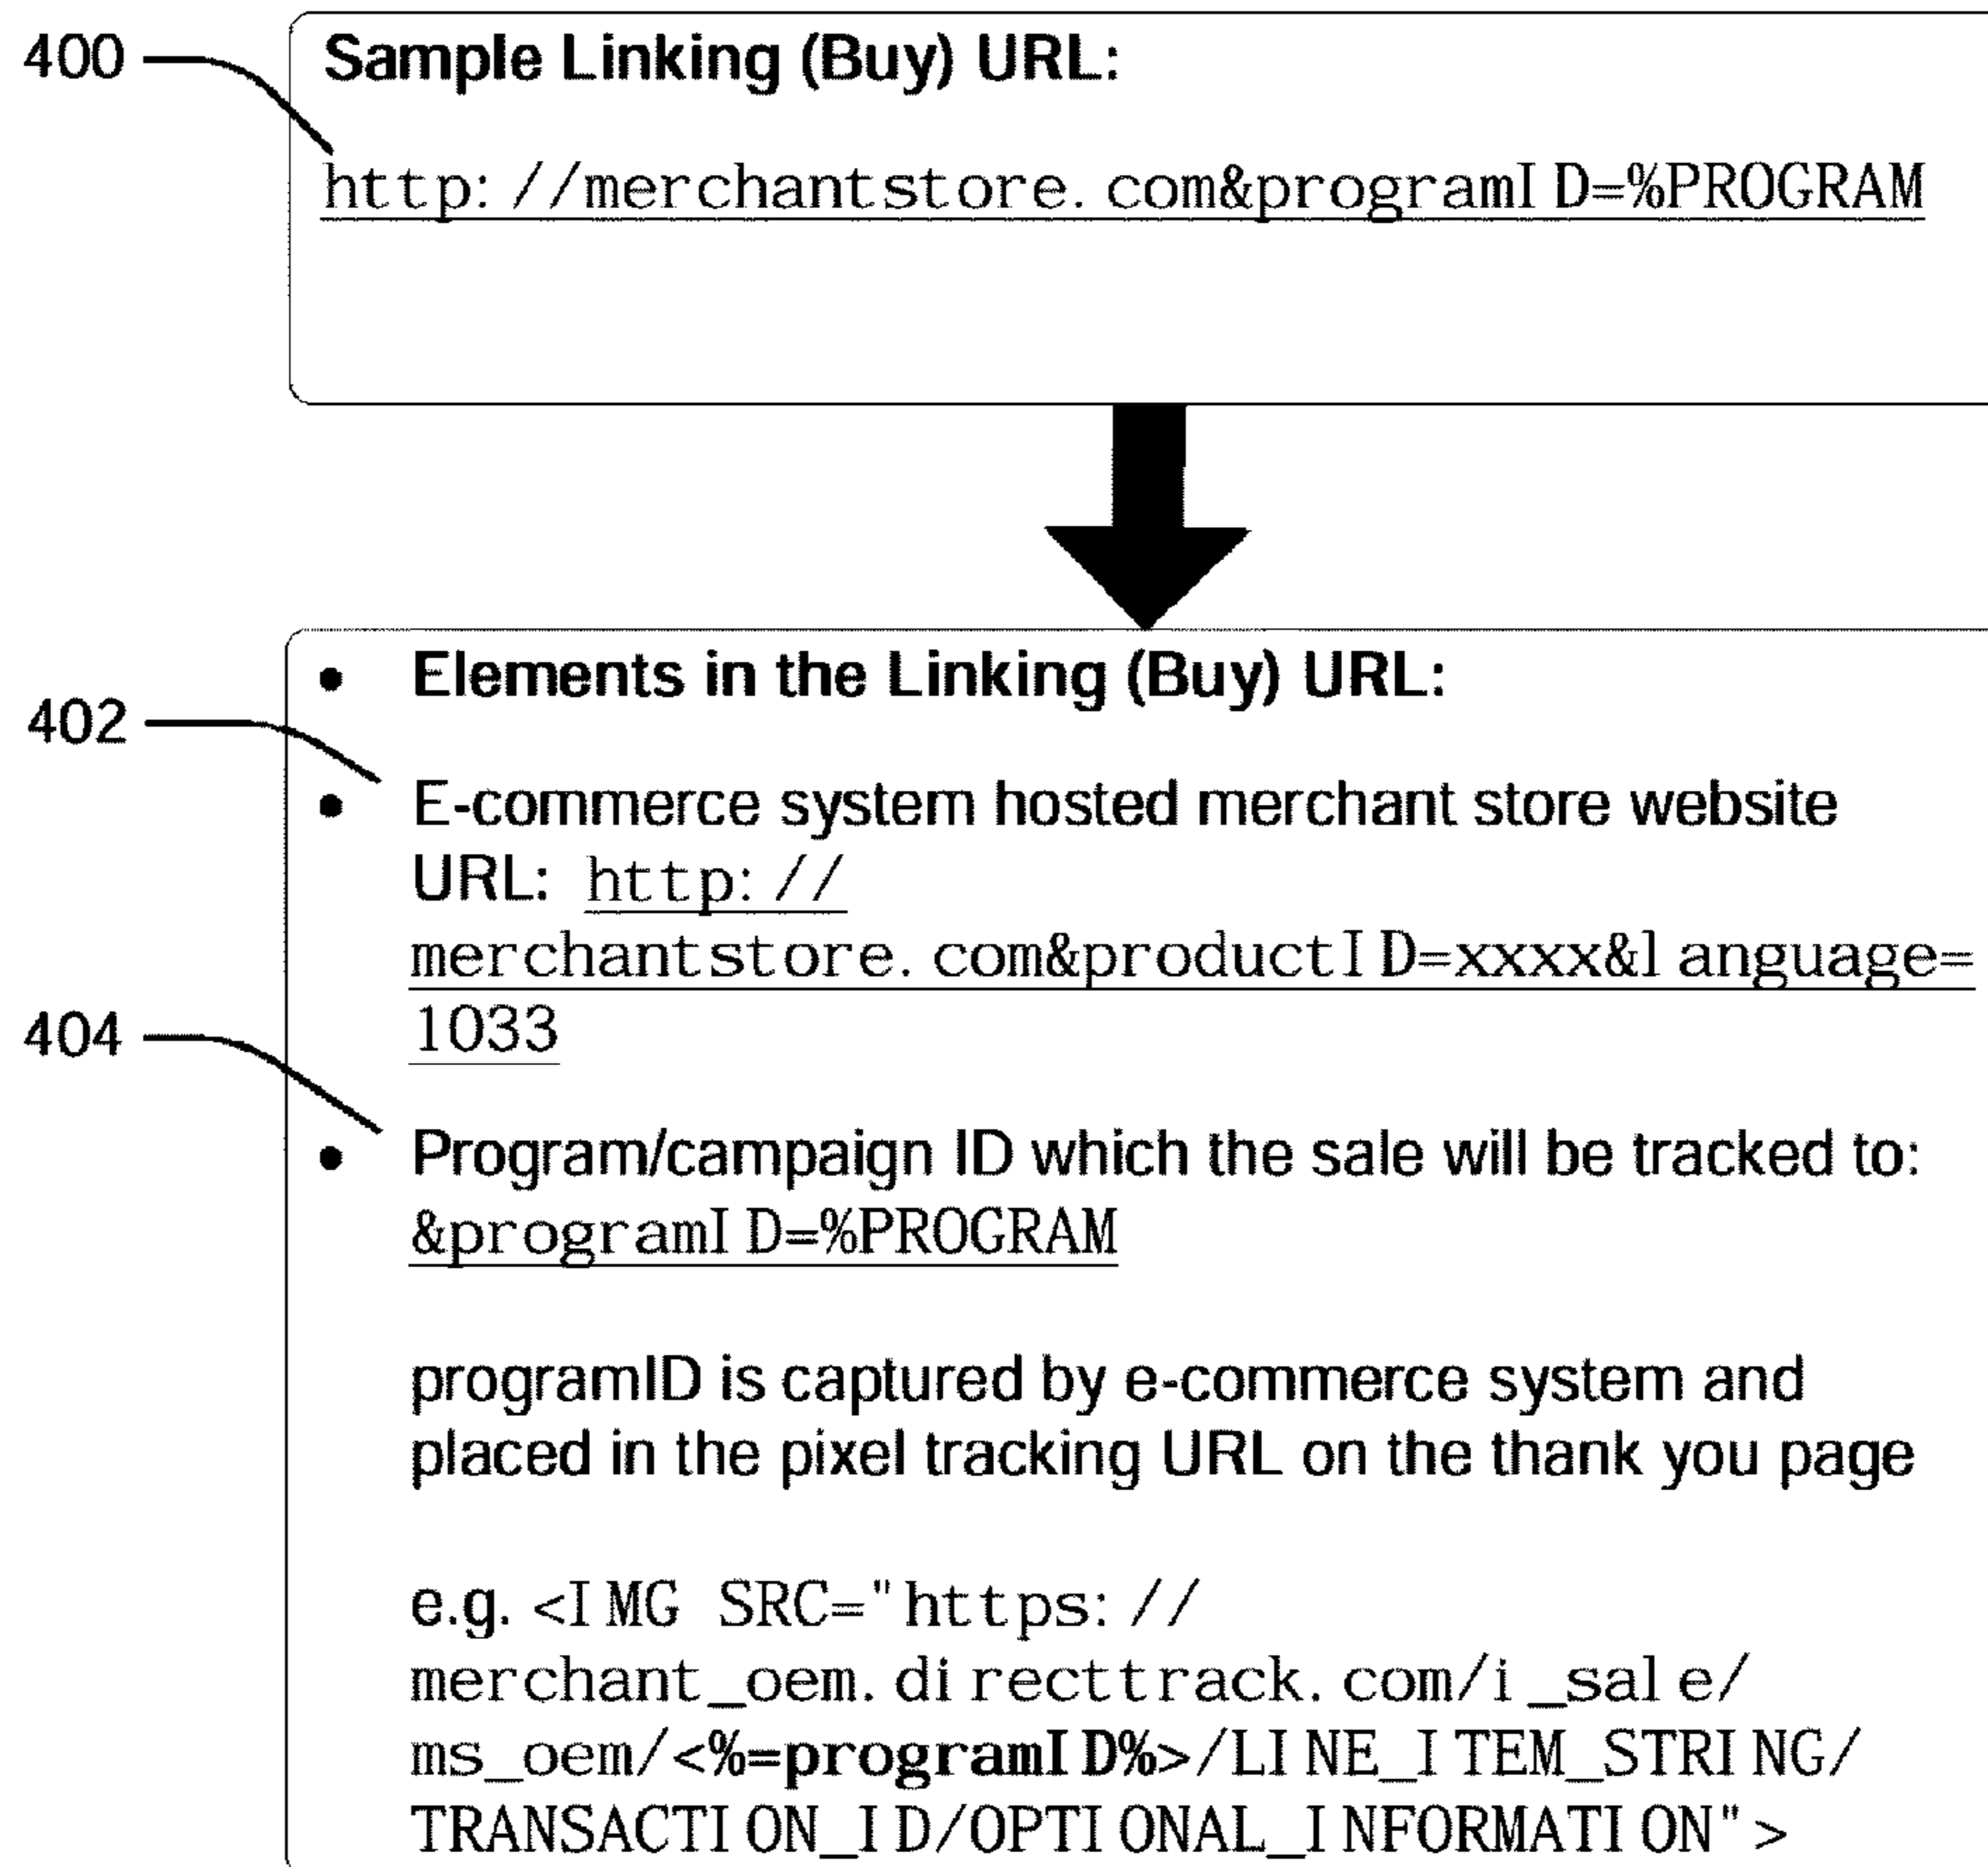 400
Sample Linking (Buy) URL:
http://merchantstore.com&programID=%PROGRAM
• Elements in the Linking (Buy) URL:
402
• E-commerce system hosted merchant store website
URL: http://
merchantstore.com&productID=xxxx&language=
1033
404
• Program/campaign ID which the sale will be tracked to:
&programID=%PROGRAM
programID is captured by e-commerce system and
placed in the pixel tracking URL on the thank you page
e.g. <IMG SRC="https://
merchant_oem.directtrack.com/i_sale/
ms_oem/<%=programID%>/LINE_ITEM_STRING/
TRANSACTION_ID/OPTIONAL_INFORMATION">